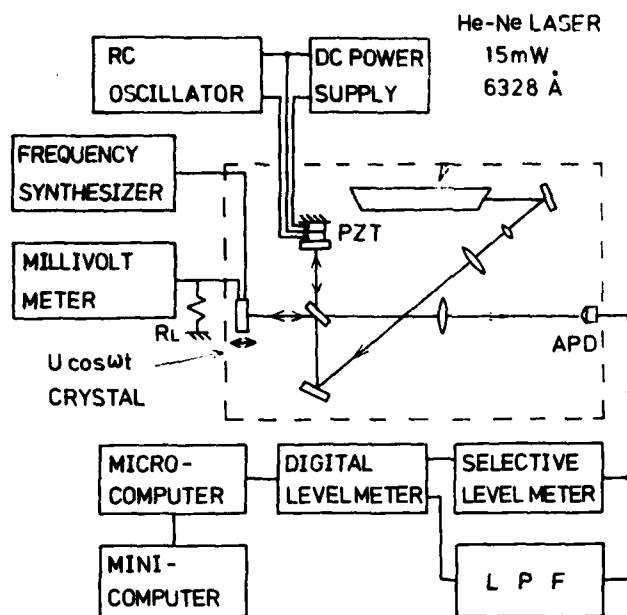 He-Ne LASER
15mW
6328 Å
RC
OSCILLATOR
DC POWER
SUPPLY
FREQUENCY
SYNTHESIZER
PZT
MILLIVOLT
METER
RL
APD
U cosωt
CRYSTAL
MICRO-
COMPUTER
DIGITAL
LEVELMETER
SELECTIVE
LEVEL METER
MINI-
COMPUTER
L P F